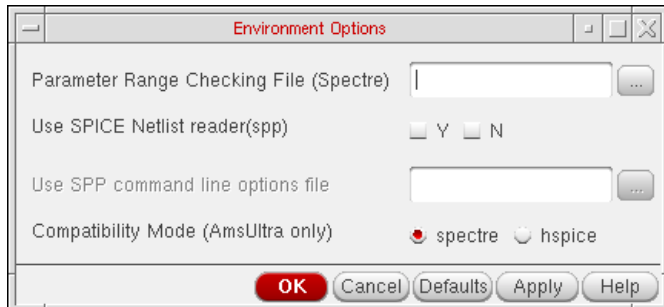 Environment Options
Parameter Range Checking File (Spectre)
...
Use SPICE Netlist reader(spp)
Y N
Use SPP command line options file
...
Compatibility Mode (AmsUltra only)
spectre hspice
OK Cancel Defaults Apply Help